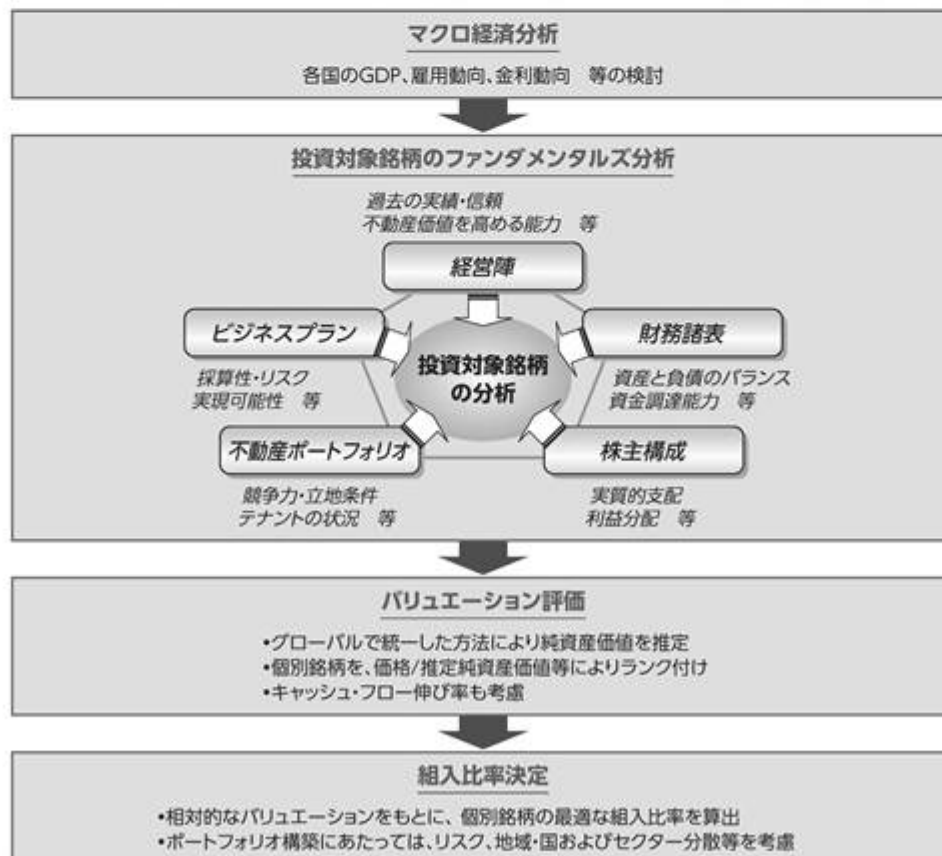 マクロ経済分析
各国のGDP、雇用動向、金利動向　等の検討
投資対象銘柄のファンダメンタルズ分析
過去の実績・信頼
不動産価値を高める能力　等
経営陣
ビジネスプラン
採算性・リスク
実現可能性　等
財務諸表
資産と負債のバランス
資金調達能力　等
投資対象銘柄
の分析
不動産ポートフォリオ
競争力・立地条件
テナントの状況　等
株主構成
実質的支配
利益分配　等
バリュエーション評価
•グローバルで統一した方法により純資産価値を推定
•個別銘柄を、価格/推定純資産価値等によりランク付け
•キャッシュ・フロー伸び率も考慮
組入比率決定
•相対的なバリュエーションをもとに、個別銘柄の最適な組入比率を算出
•ポートフォリオ構築にあたっては、リスク、地域・国およびセクター分散等を考慮